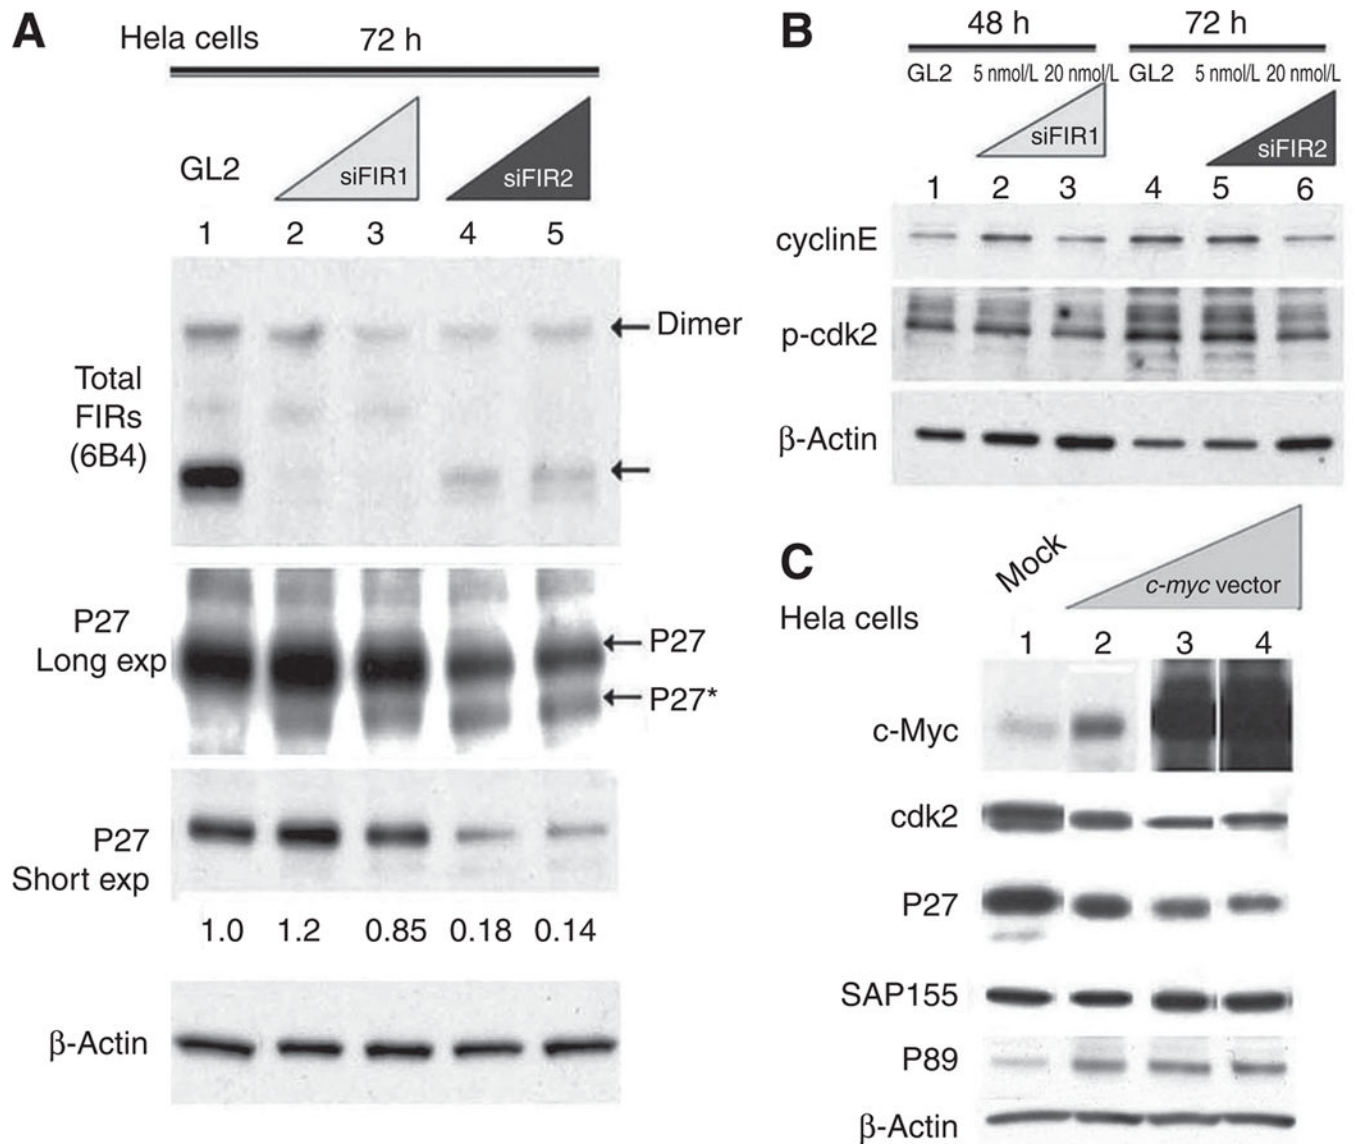 A
Hela cells
72 h
GL2
siFIR1
siFIR2
1 2 3 4 5
Total
FIRs
(6B4)
Dimer
P27
Long exp
P27
P27*
P27
Short exp
1.0 1.2 0.85 0.18 0.14
β-Actin
B
48 h 72 h
GL2 5 nmol/L 20 nmol/L GL2 5 nmol/L 20 nmol/L
siFIR1
siFIR2
1 2 3 4 5 6
cyclinE
p-cdk2
β-Actin
C
Mock
c-myc vector
Hela cells
1 2 3 4
c-Myc
cdk2
P27
SAP155
P89
β-Actin